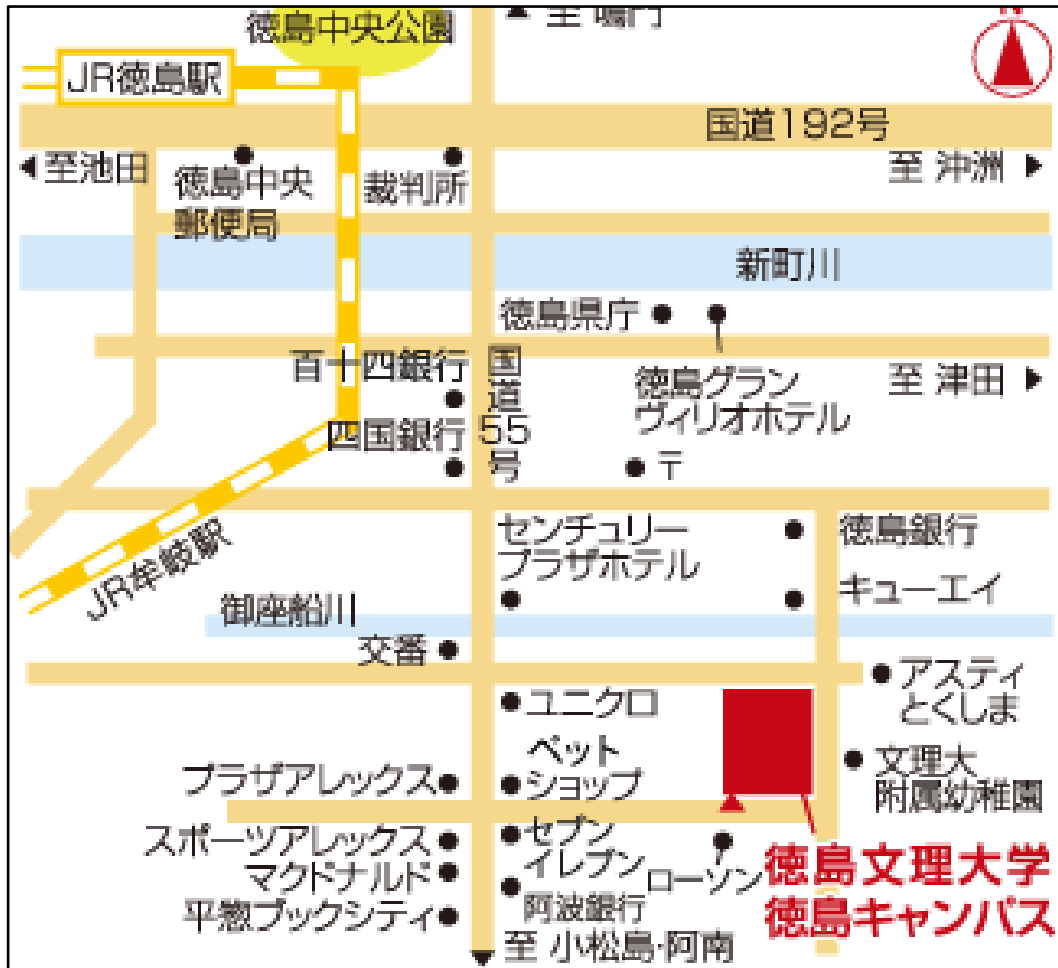 徳島中央公園
至 鳴門
N
JR徳島駅
国道192号
至池田
徳島中央
郵便局
裁判所
至 沖洲
新町川
徳島県庁
百十四銀行
国道55号
徳島グラン
ヴィリオホテル
至 津田
四国銀行
〒
センチュリー
プラザホテル
徳島銀行
JR牟岐駅
キューエイ
御座船川
交番
アスティ
とくしま
ユニクロ
ペット
ショップ
文理大
附属幼稚園
プラザアレックス
スポーツアレックス
セブン
イレブン
ローソン
マクドナルド
平惣ブックシティ
阿波銀行
徳島文理大学
徳島キャンパス
至 小松島・阿南